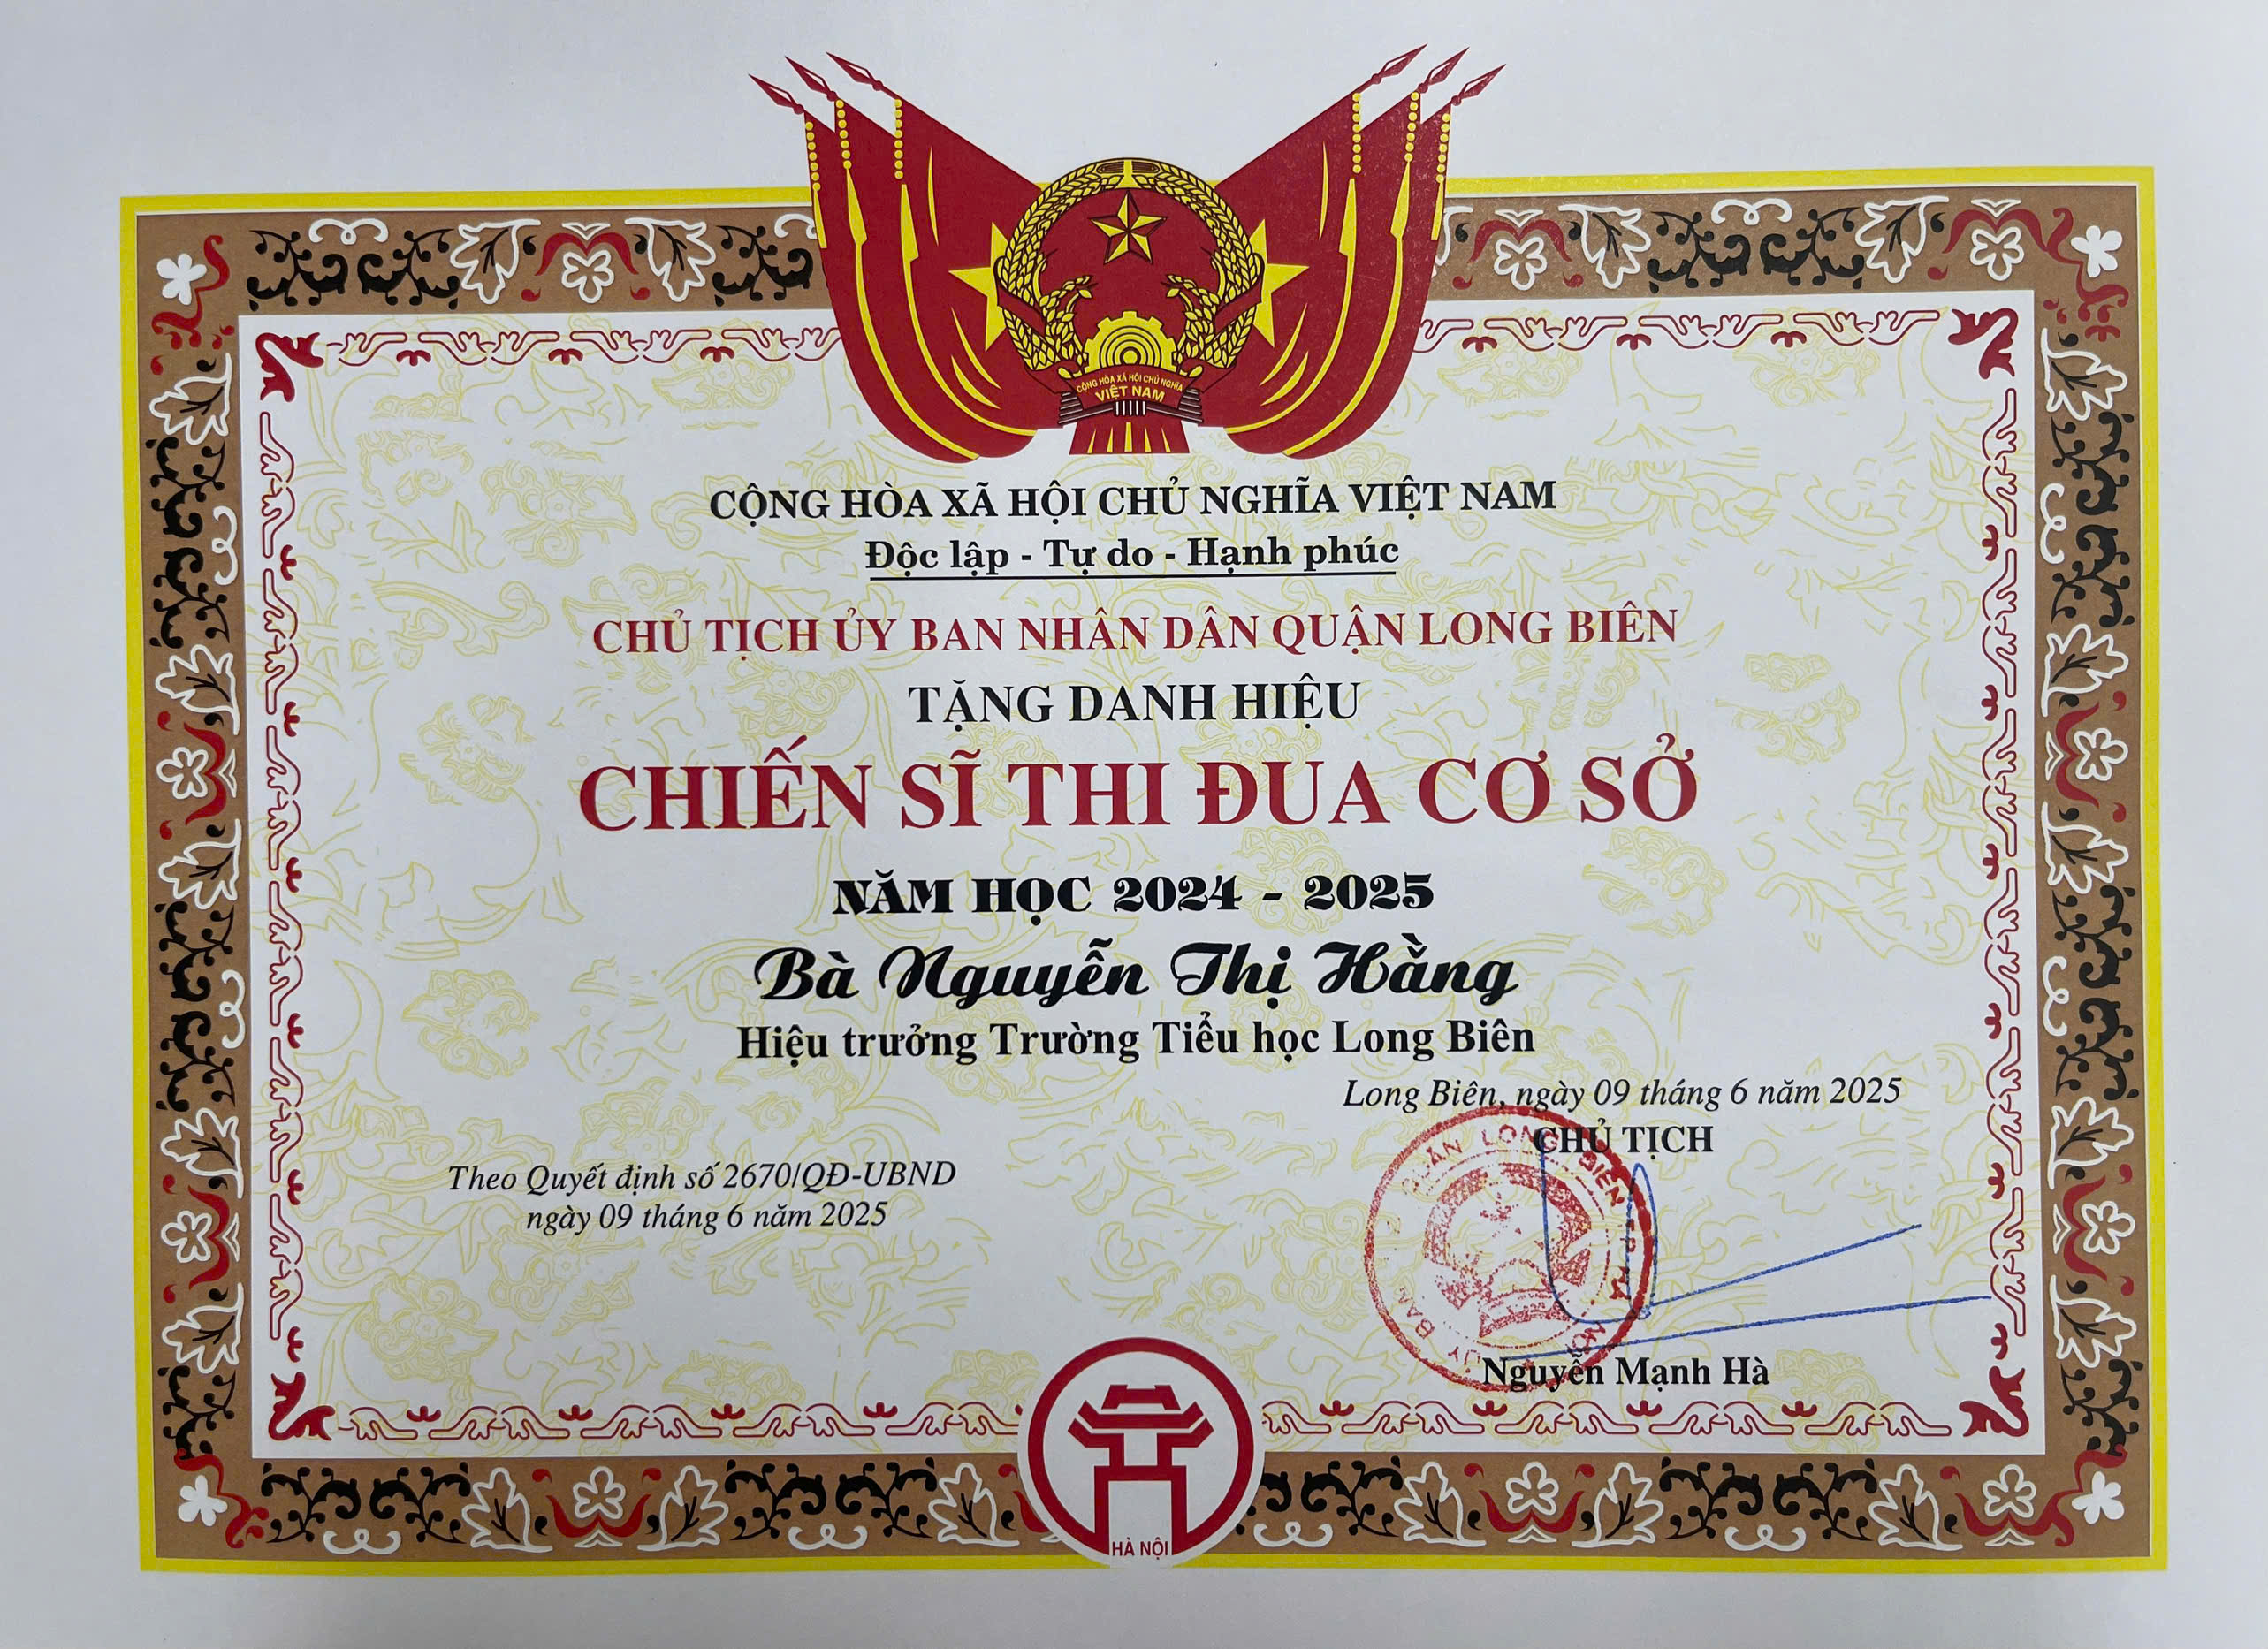 CỘNG HÒA XÃ HỘI CHỦ NGHĨA
VIỆT NAM
CỘNG HÒA XÃ HỘI CHỦ NGHĨA VIỆT NAM
Độc lập - Tự do - Hạnh phúc
CHỦ TỊCH ỦY BAN NHÂN DÂN QUẬN LONG BIÊN
TẶNG DANH HIỆU
CHIẾN SĨ THI ĐUA CƠ SỞ
NĂM HỌC 2024 - 2025
Bà Nguyễn Thị Hằng
Hiệu trưởng Trường Tiểu học Long Biên
Long Biên, ngày 09 tháng 6 năm 2025
CHỦ TỊCH
Theo Quyết định số 2670/QĐ-UBND
ngày 09 tháng 6 năm 2025
QUẬN LONG BIÊN
Nguyễn Mạnh Hà
HÀ NỘI